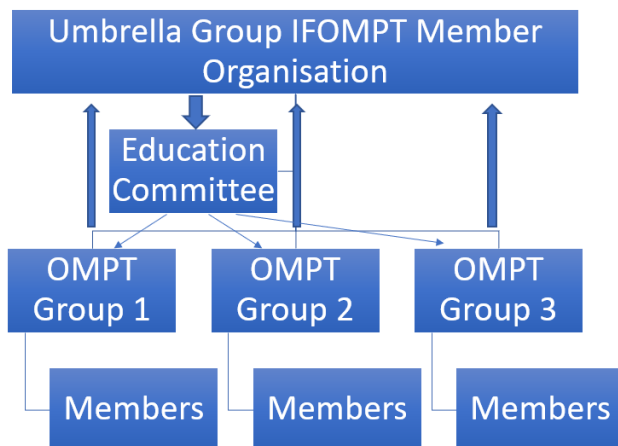 Umbrella Group IFOMPT Member
Organisation
Education
Committee
OMPT
Group 1
OMPT
Group 2
OMPT
Group 3
Members
Members
Members